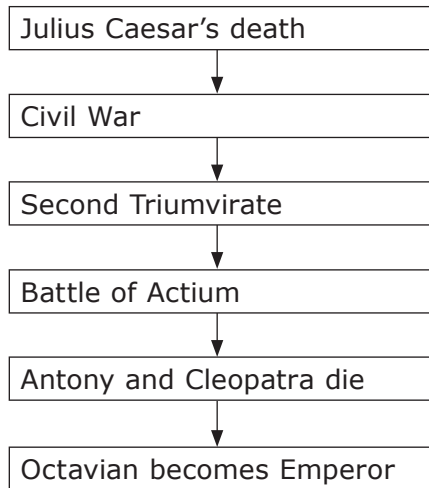 Julius Caesar’s death
Civil War
Second Triumvirate
Battle of Actium
Antony and Cleopatra die
Octavian becomes Emperor